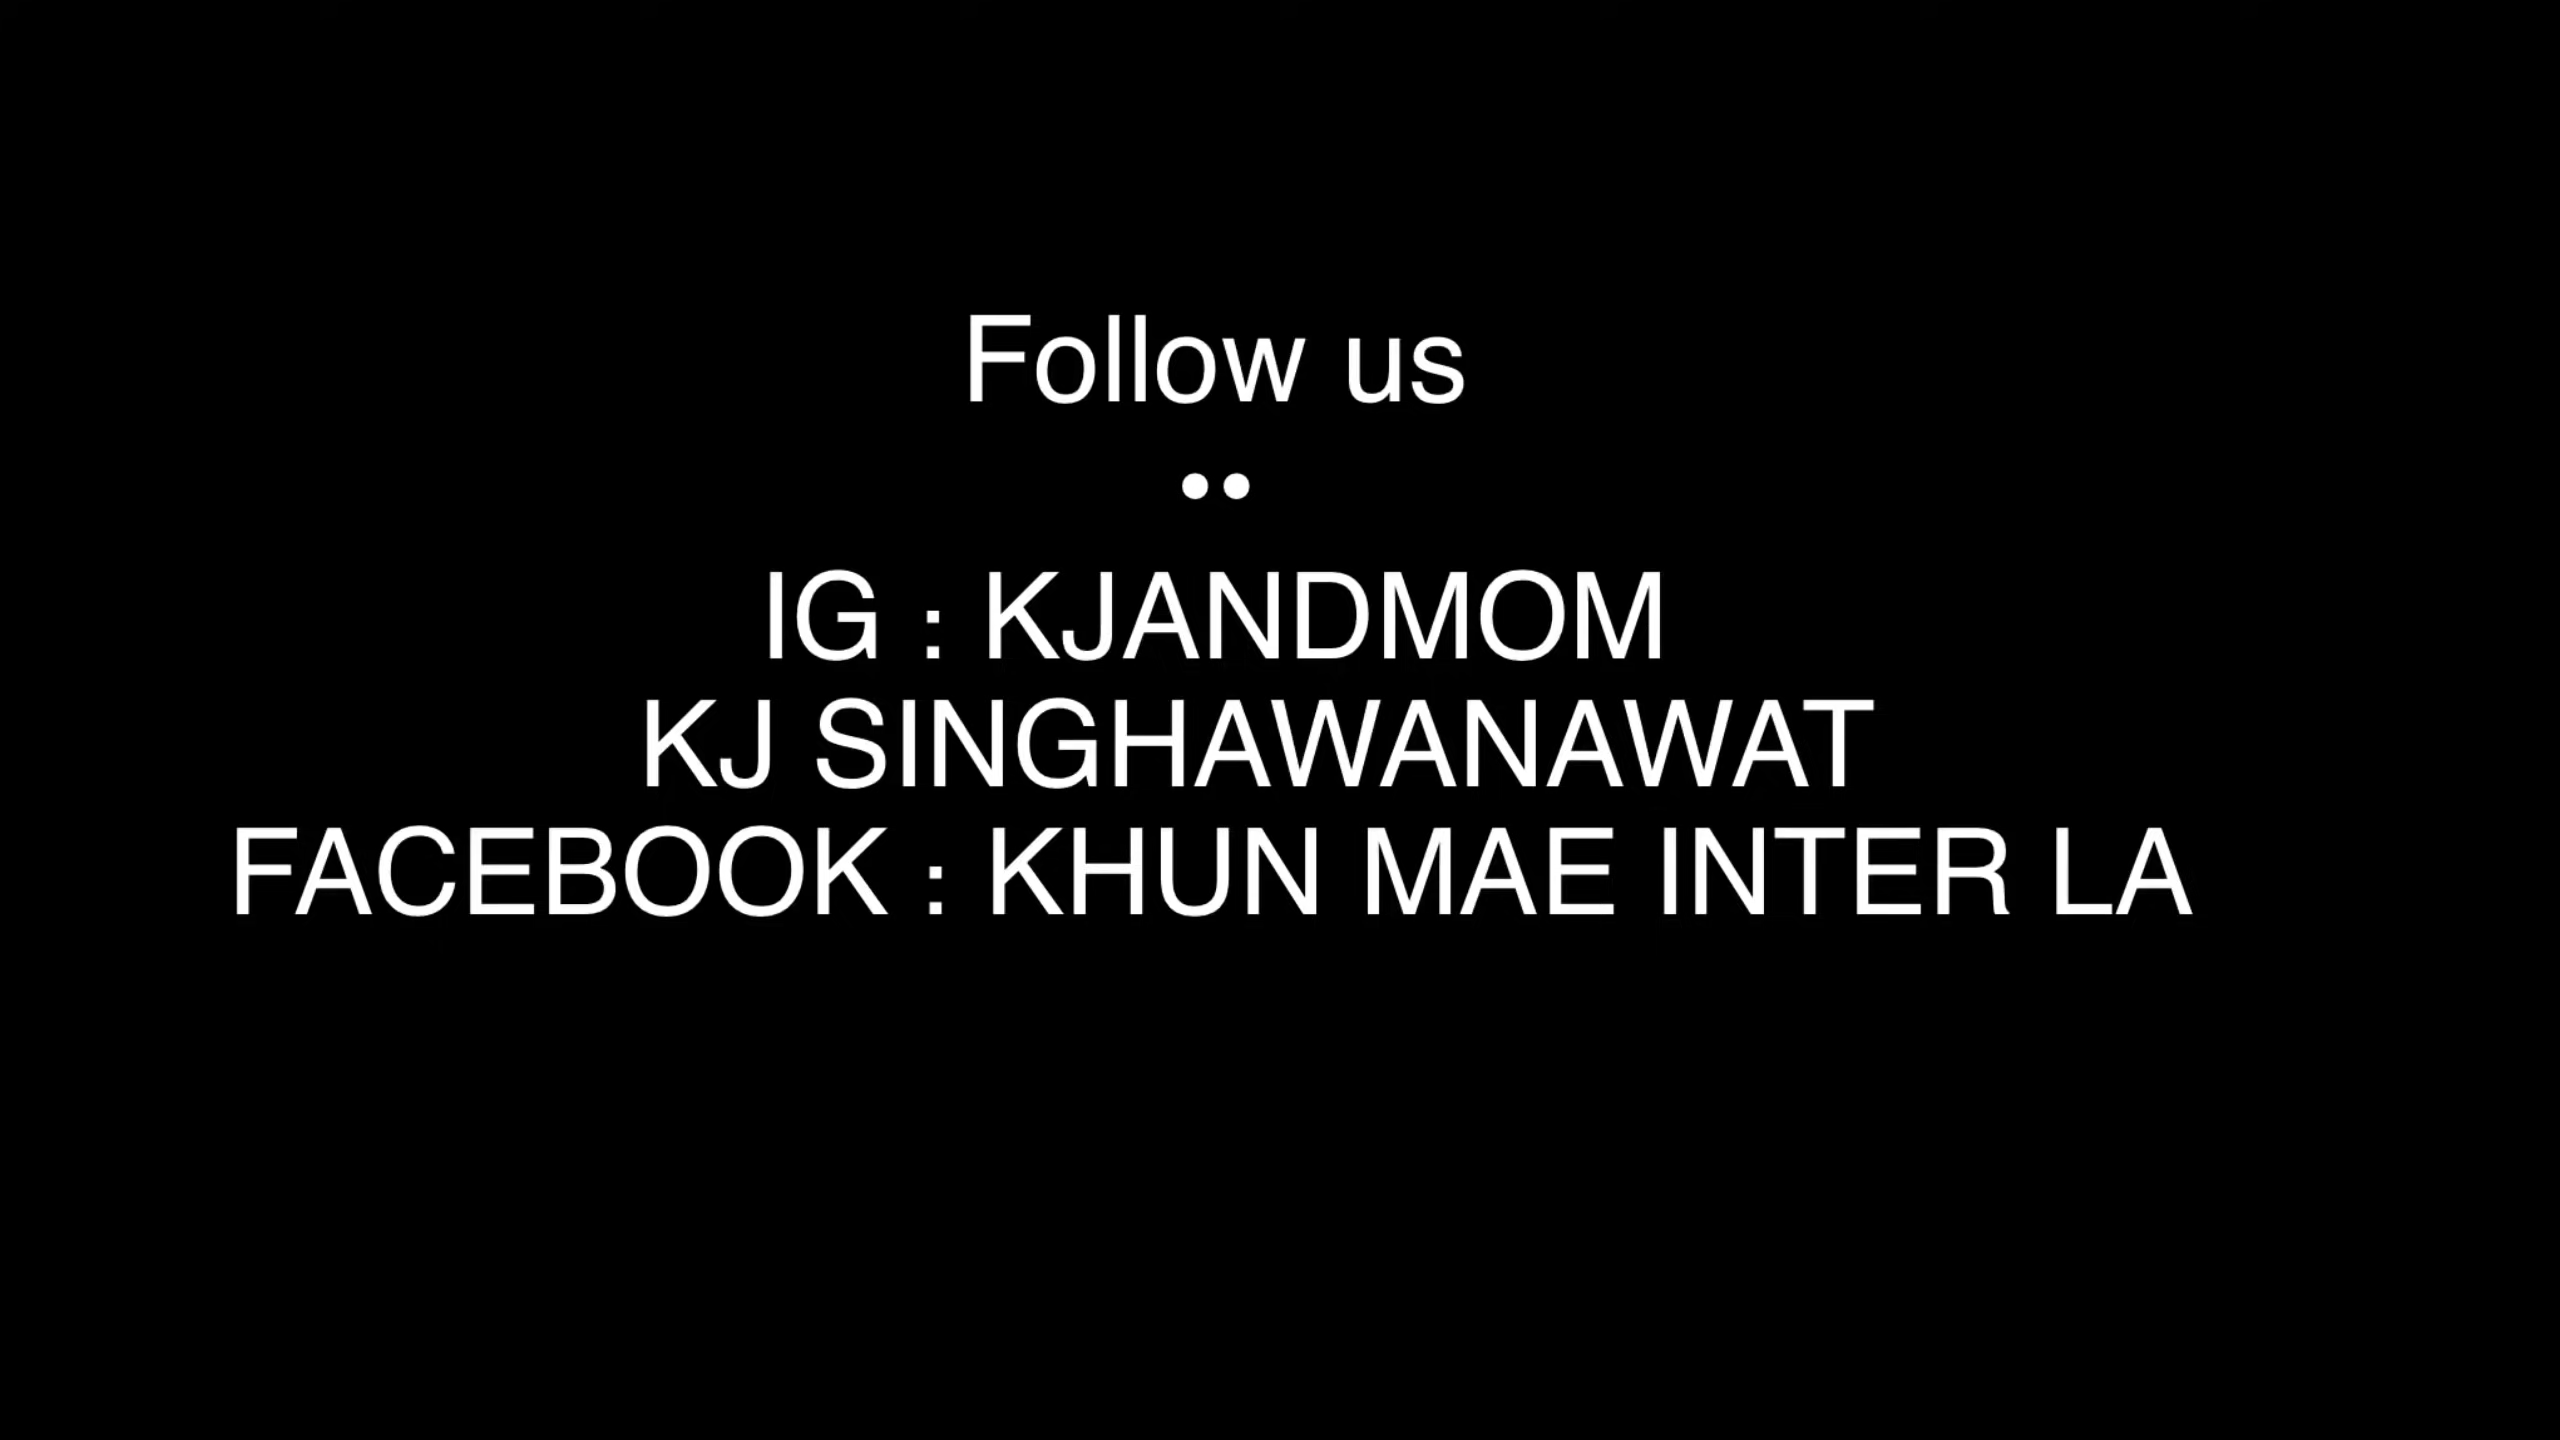 Follow us
••
IG : KJANDMOM
KJ SINGHAWANAWAT
FACEBOOK : KHUN MAE INTER LA